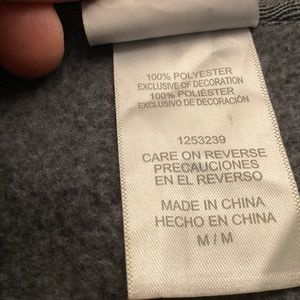 100% POLYESTER
EXCLUSIVE OF DECORATION
100% POLIÉSTER
EXCLUSIVO DE DECORACIÓN
1253239
CARE ON REVERSE
PRECAUCIONES
EN EL REVERSO
MADE IN CHINA
HECHO EN CHINA
M / M